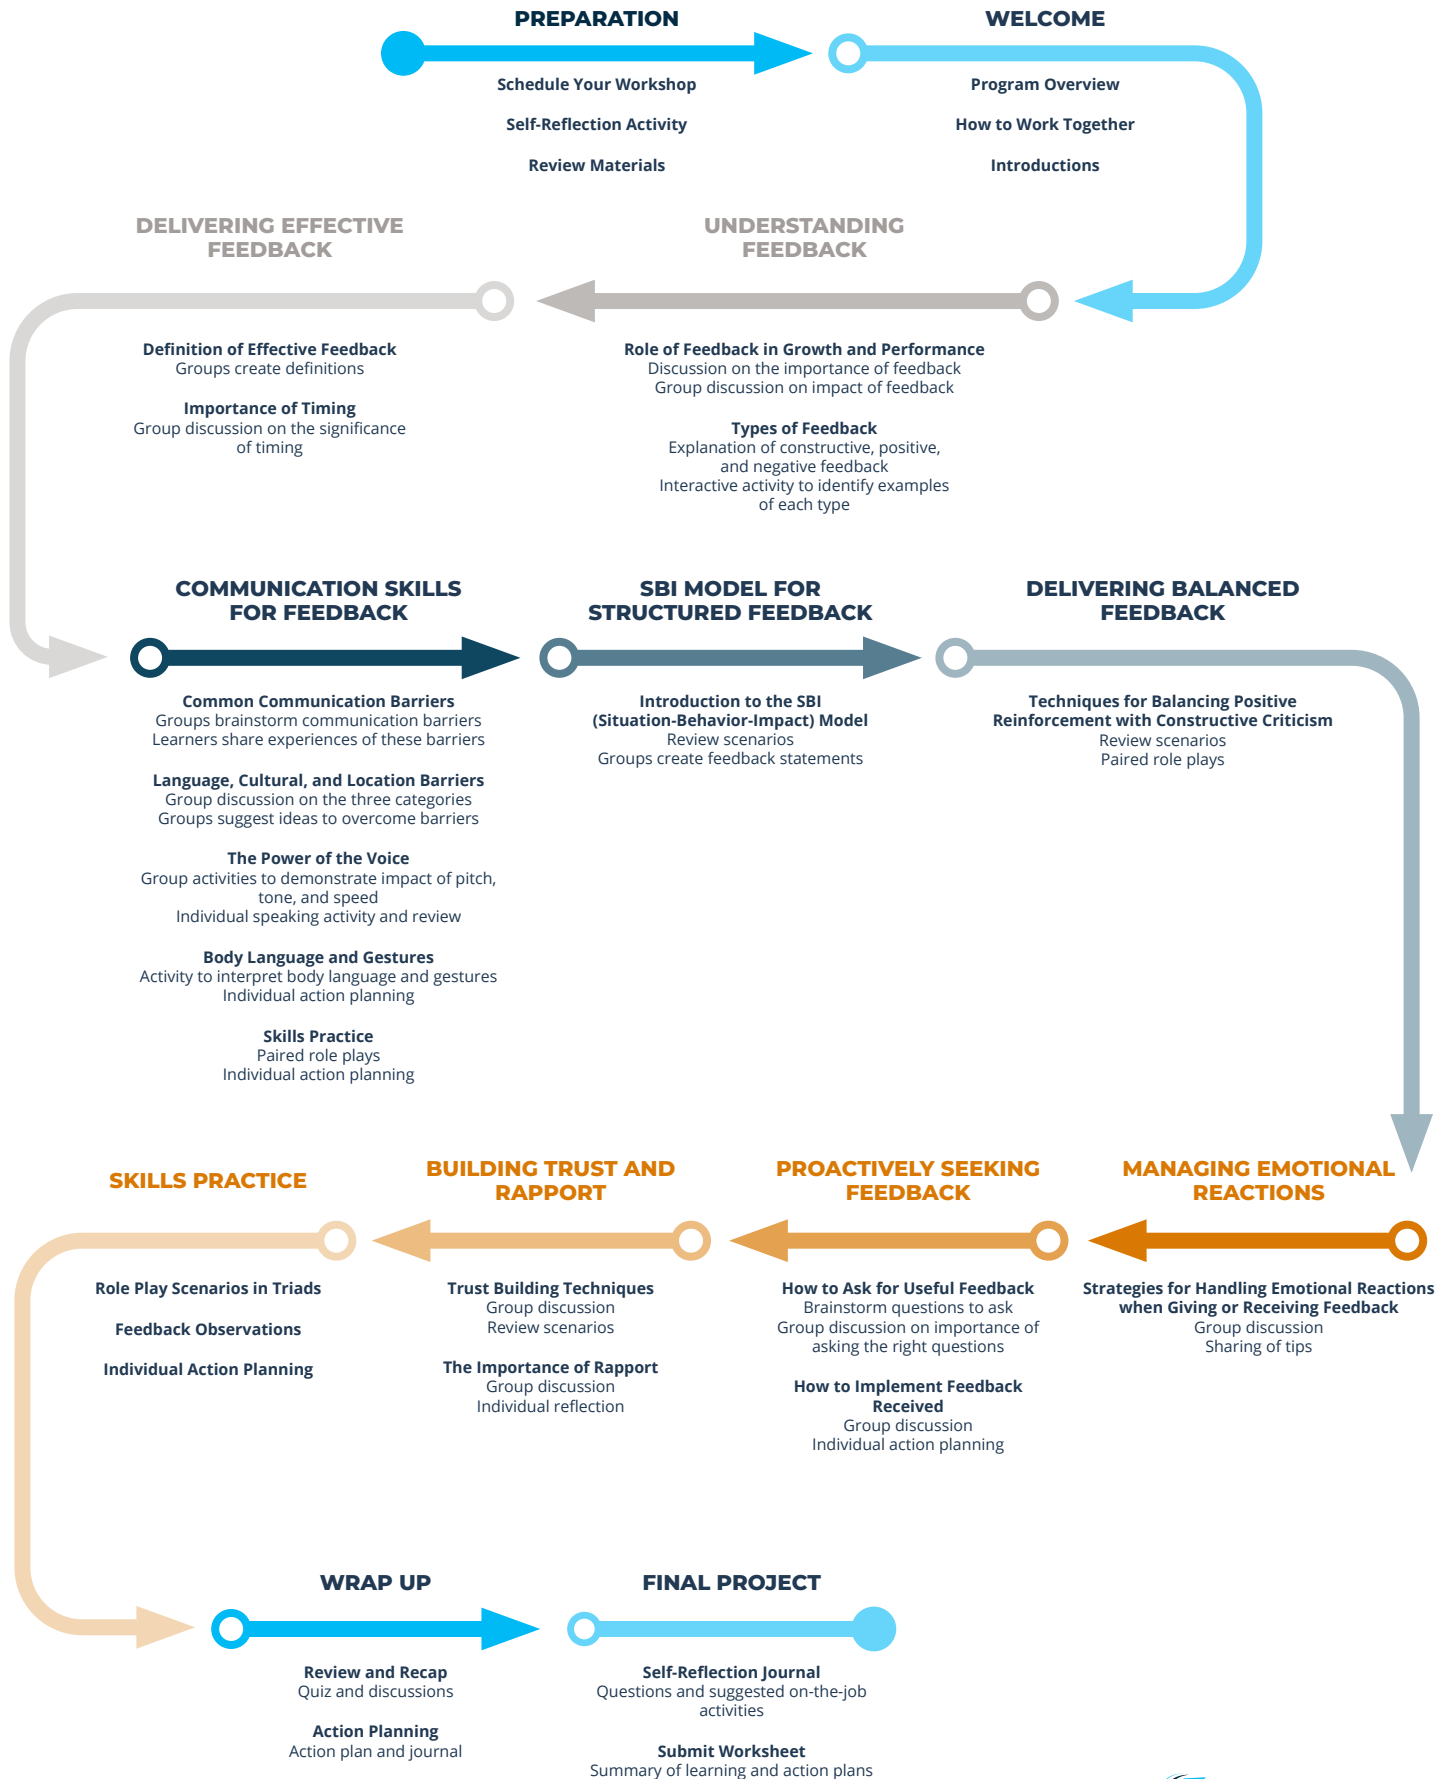 PREPARATION
Schedule Your Workshop
Self-Reflection Activity
Review Materials
WELCOME
Program Overview
How to Work Together
Introductions
UNDERSTANDING
FEEDBACK
Role of Feedback in Growth and Performance
Discussion on the importance of feedback
Group discussion on impact of feedback
Types of Feedback
Explanation of constructive, positive,
and negative feedback
Interactive activity to identify examples
of each type
DELIVERING EFFECTIVE
FEEDBACK
Definition of Effective Feedback
Groups create definitions
Importance of Timing
Group discussion on the significance
of timing
COMMUNICATION SKILLS
FOR FEEDBACK
Common Communication Barriers
Groups brainstorm communication barriers
Learners share experiences of these barriers
Language, Cultural, and Location Barriers
Group discussion on the three categories
Groups suggest ideas to overcome barriers
The Power of the Voice
Group activities to demonstrate impact of pitch,
tone, and speed
Individual speaking activity and review
Body Language and Gestures
Activity to interpret body language and gestures
Individual action planning
Skills Practice
Paired role plays
Individual action planning
SBI MODEL FOR
STRUCTURED FEEDBACK
Introduction to the SBI
(Situation-Behavior-Impact) Model
Review scenarios
Groups create feedback statements
DELIVERING BALANCED
FEEDBACK
Techniques for Balancing Positive
Reinforcement with Constructive Criticism
Review scenarios
Paired role plays
MANAGING EMOTIONAL
REACTIONS
Strategies for Handling Emotional Reactions
when Giving or Receiving Feedback
Group discussion
Sharing of tips
PROACTIVELY SEEKING
FEEDBACK
How to Ask for Useful Feedback
Brainstorm questions to ask
Group discussion on importance of
asking the right questions
How to Implement Feedback
Received
Group discussion
Individual action planning
BUILDING TRUST AND
RAPPORT
Trust Building Techniques
Group discussion
Review scenarios
The Importance of Rapport
Group discussion
Individual reflection
SKILLS PRACTICE
Role Play Scenarios in Triads
Feedback Observations
Individual Action Planning
WRAP UP
Review and Recap
Quiz and discussions
Action Planning
Action plan and journal
FINAL PROJECT
Self-Reflection Journal
Questions and suggested on-the-job
activities
Submit Worksheet
Summary of learning and action plans